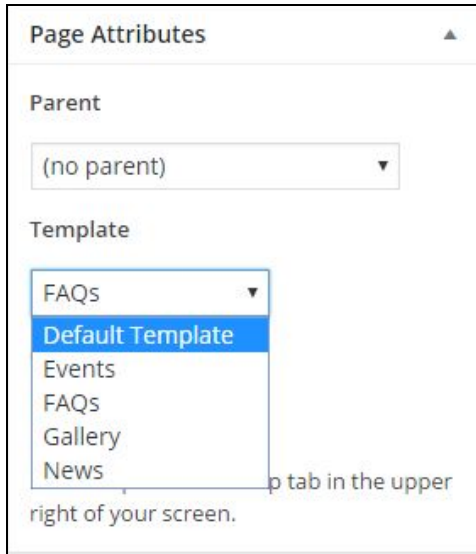 Page Attributes
Parent
(no parent)
Template
FAQs
Default Template
Events
FAQs
Gallery
News
tab in the upper
right of your screen.